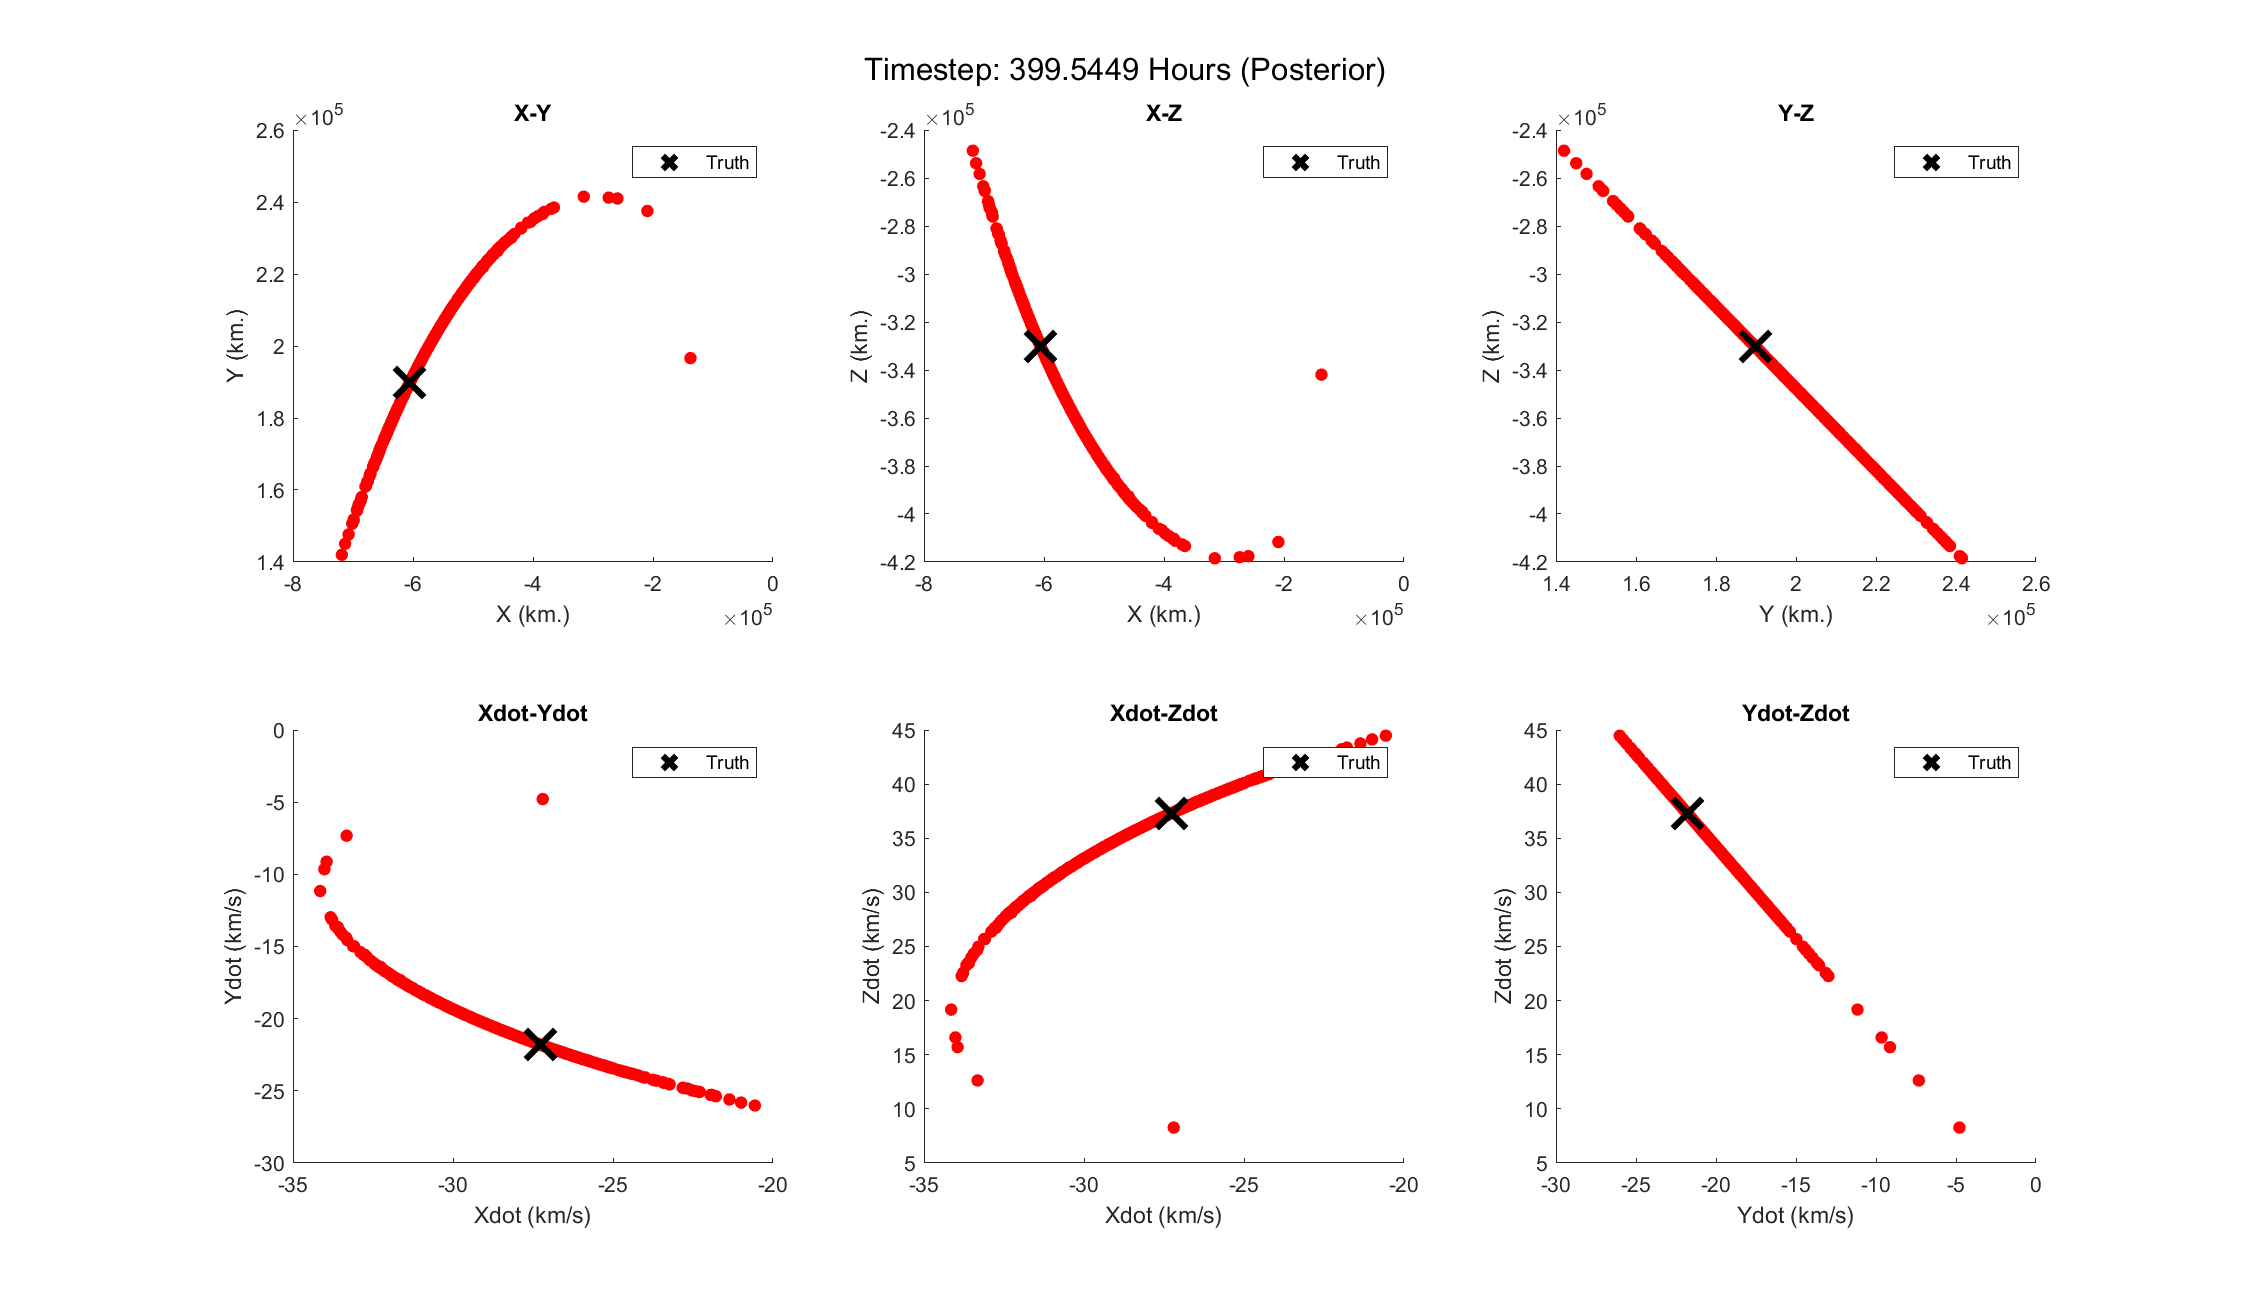 Timestep: 399.5449 Hours (Posterior)
X-Y
×10^5
2.6
2.4
2.2
2
1.8
1.6
1.4
Y (km.)
-8 -6 -4 -2 0
X (km.)
×10^5
Truth
X-Z
×10^5
-2.4
-2.6
-2.8
-3
-3.2
-3.4
-3.6
-3.8
-4
-4.2
Z (km.)
-8 -6 -4 -2 0
X (km.)
×10^5
Truth
Y-Z
×10^5
-2.4
-2.6
-2.8
-3
-3.2
-3.4
-3.6
-3.8
-4
-4.2
Z (km.)
1.4 1.6 1.8 2 2.2 2.4 2.6
Y (km.)
×10^5
Truth
Xdot-Ydot
0
-5
-10
-15
-20
-25
-30
Ydot (km/s)
-35 -30 -25 -20
Xdot (km/s)
Truth
Xdot-Zdot
45
40
35
30
25
20
15
10
5
Zdot (km/s)
-35 -30 -25 -20
Xdot (km/s)
Truth
Ydot-Zdot
45
40
35
30
25
20
15
10
5
Zdot (km/s)
-30 -25 -20 -15 -10 -5 0
Ydot (km/s)
Truth